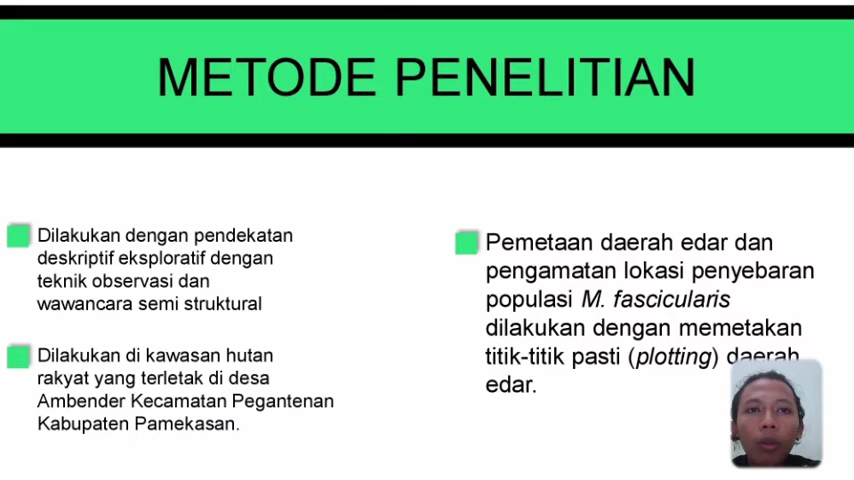 METODE PENELITIAN
Dilakukan dengan pendekatan
deskriptif eksploratif dengan
teknik observasi dan
wawancara semi struktural
Dilakukan di kawasan hutan
rakyat yang terletak di desa
Ambender Kecamatan Pegantenan
Kabupaten Pamekasan.
Pemetaan daerah edar dan
pengamatan lokasi penyebaran
populasi M. fascicularis
dilakukan dengan memetakan
titik-titik pasti (plotting) daerah
edar.